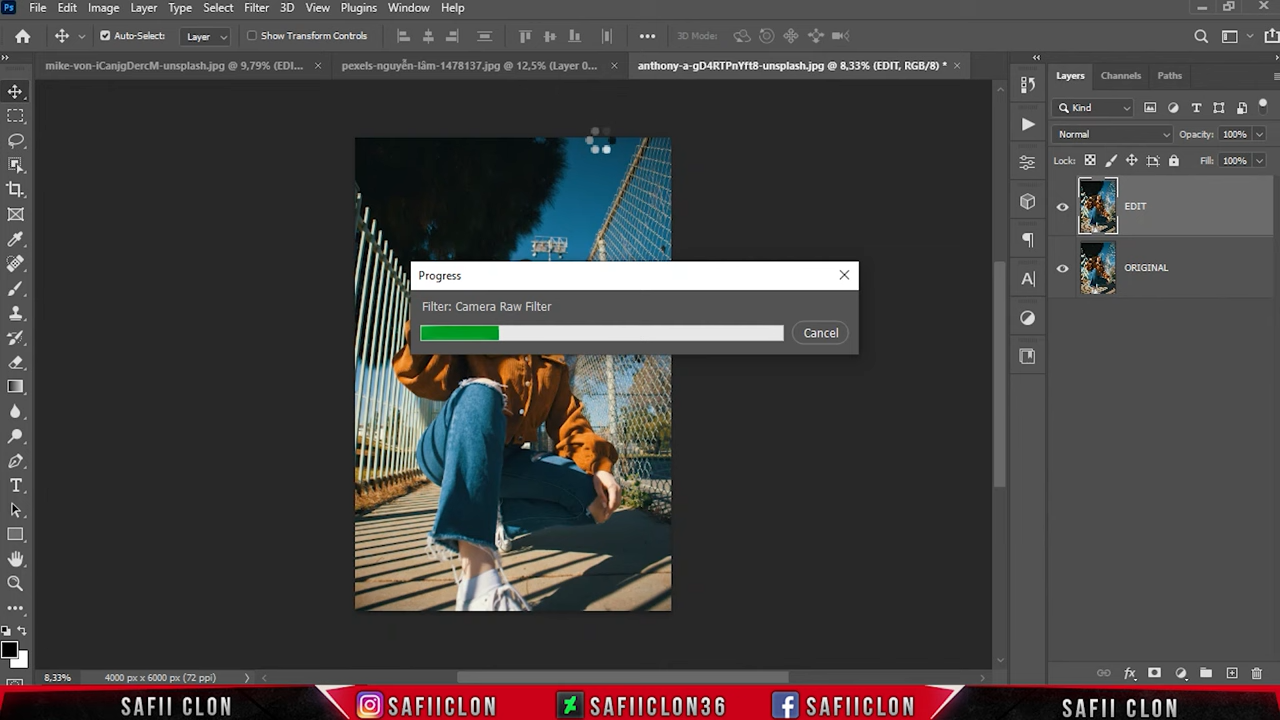 Ps File Edit Image Layer Type Select Filter 3D View Plugins Window Help
Auto-Select: Layer Show Transform Controls 3D Mode:
mike-von-iCanjgDercM-unsplash.jpg @ 9,79% (EDI...
pexels-nguyễn-lâm-1478137.jpg @ 12,5% (Layer 0...
anthony-a-gD4RTPnYft8-unsplash.jpg @ 8,33% (EDIT, RGB/8) *
Layers Channels Paths
Kind
Normal Opacity: 100%
Lock: Fill: 100%
EDIT
ORIGINAL
Progress
Filter: Camera Raw Filter
Cancel
8,33% 4000 px x 6000 px (72 ppi)
SAFII CLON SAFIICLON SAFIICLON36 SAFIICLON SAFII CLON